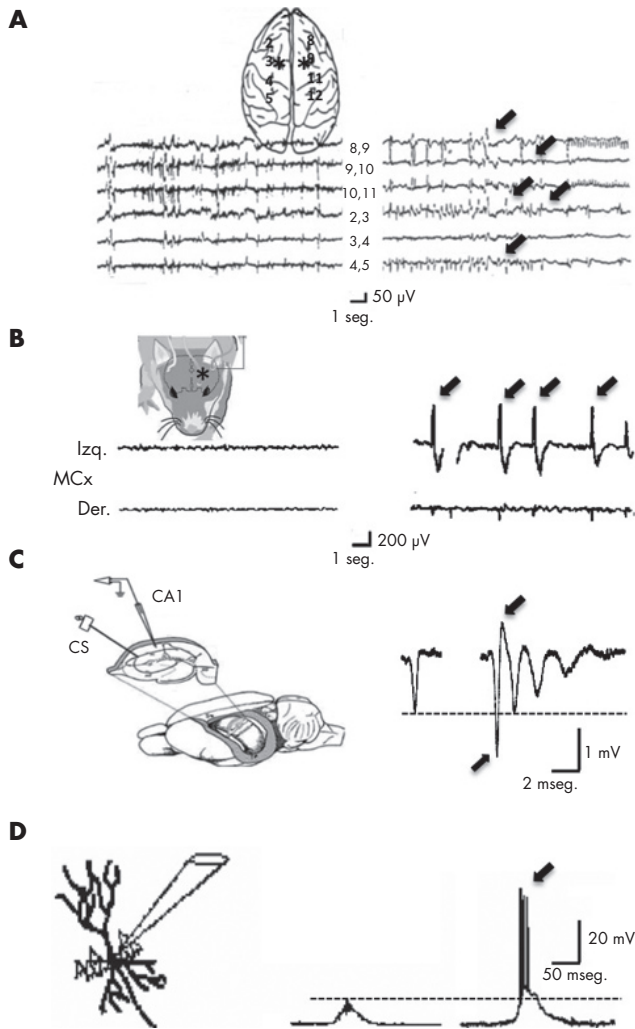 A
2 8
3 9
4 11
5 12
8,9
9,10
10,11
2,3
3,4
4,5
50 µV
1 seg.
B
Izq.
MCx
Der.
200 µV
1 seg.
C
CA1
CS
1 mV
2 mseg.
D
20 mV
50 mseg.